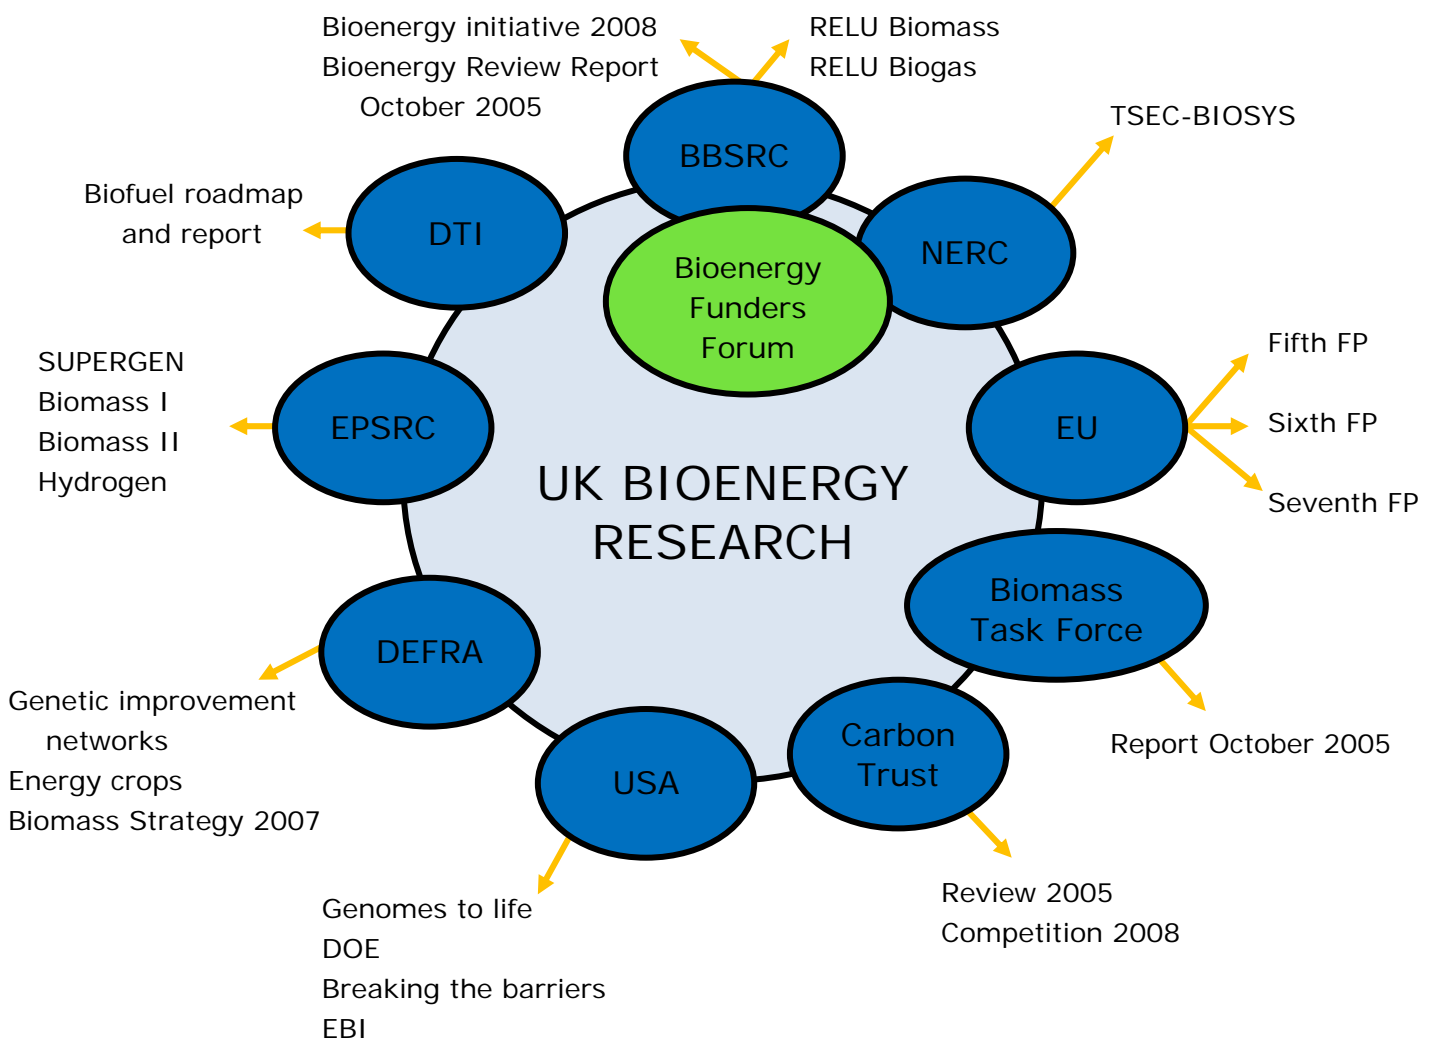 Bioenergy initiative 2008
Bioenergy Review Report
October 2005
RELU Biomass
RELU Biogas
TSEC-BIOSYS
BBSRC
Biofuel roadmap
and report
DTI
NERC
Bioenergy
Funders
Forum
SUPERGEN
Biomass I
Biomass II
Hydrogen
EPSRC
EU
Fifth FP
Sixth FP
Seventh FP
UK BIOENERGY
RESEARCH
Biomass
Task Force
Report October 2005
DEFRA
Genetic improvement
networks
Energy crops
Biomass Strategy 2007
USA
Carbon
Trust
Genomes to life
DOE
Breaking the barriers
EBI
Review 2005
Competition 2008